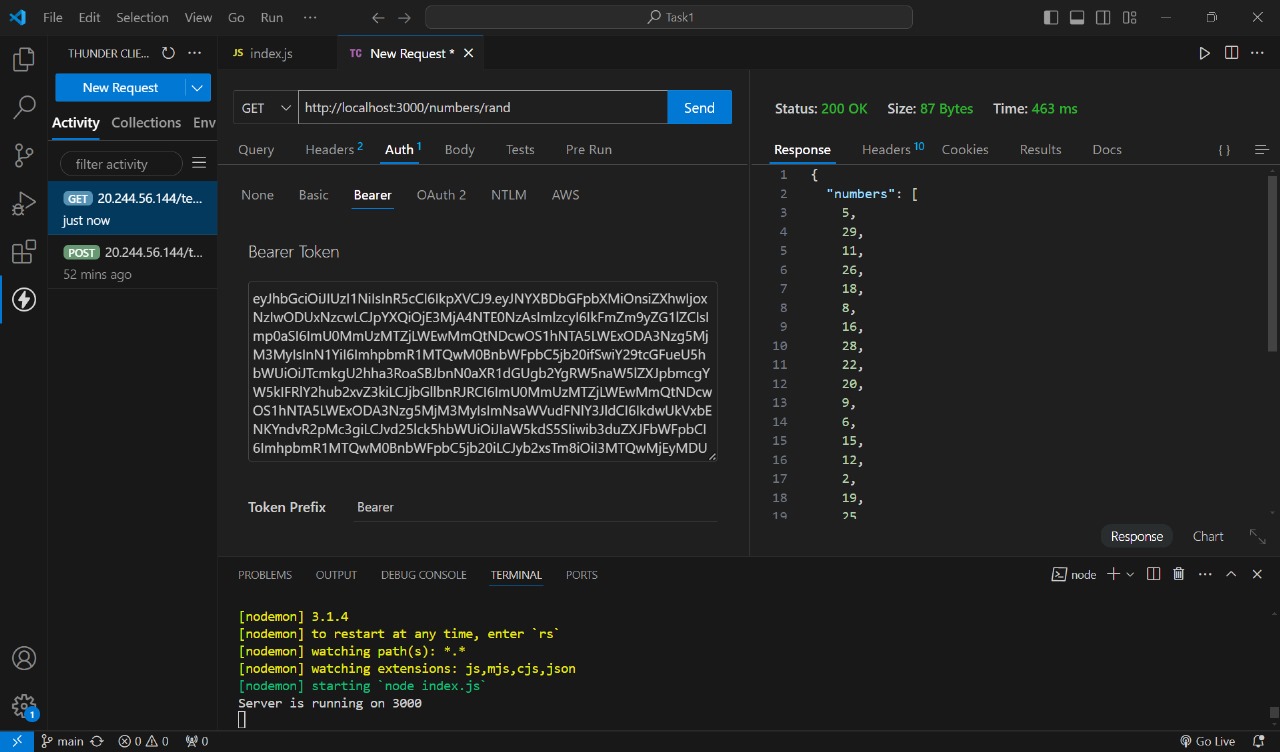 File Edit Selection View Go Run ···
Task1
THUNDER CLIE... ···
JS index.js
TC New Request * ×
New Request
Activity Collections Env
filter activity
GET 20.244.56.144/te...
just now
POST 20.244.56.144/t...
52 mins ago
GET http://localhost:3000/numbers/rand Send
Query Headers 2 Auth 1 Body Tests Pre Run
None Basic Bearer OAuth 2 NTLM AWS
Bearer Token
Token Prefix Bearer
Status: 200 OK Size: 87 Bytes Time: 463 ms
Response Headers 10 Cookies Results Docs { }
1 {
2 "numbers": [
3 5,
4 29,
5 11,
6 26,
7 18,
8 8,
9 16,
10 28,
11 22,
12 20,
13 9,
14 6,
15 15,
16 12,
17 2,
18 19,
19 25
Response Chart
PROBLEMS OUTPUT DEBUG CONSOLE TERMINAL PORTS
node
[nodemon] 3.1.4
[nodemon] to restart at any time, enter `rs`
[nodemon] watching path(s): *.*
[nodemon] watching extensions: js,mjs,cjs,json
[nodemon] starting `node index.js`
Server is running on 3000
1
main 0 0 0
Go Live